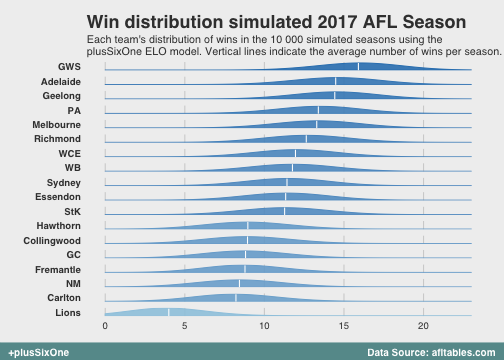 Win distribution simulated 2017 AFL Season
Each team's distribution of wins in the 10 000 simulated seasons using the
plusSixOne ELO model. Vertical lines indicate the average number of wins per season.
GWS
Adelaide
Geelong
PA
Melbourne
Richmond
WCE
WB
Sydney
Essendon
StK
Hawthorn
Collingwood
GC
Fremantle
NM
Carlton
Lions
0 5 10 15 20
+plusSixOne Data Source: afltables.com